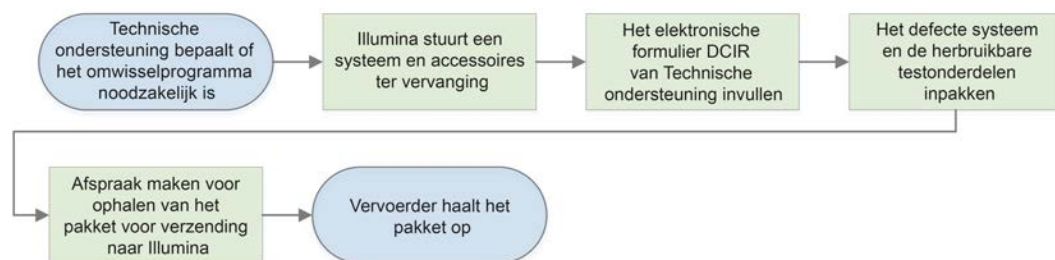 Technische
ondersteuning bepaalt of
het omwisselprogramma
noodzakelijk is
Illumina stuurt een
systeem en accessoires
ter vervanging
Het elektronische
formulier DCIR
van Technische
ondersteuning invullen
Het defecte systeem
en de herbruikbare
testonderdelen
inpakken
Afspraak maken voor
ophalen van het
pakket voor verzending
naar Illumina
Vervoerder haalt het
pakket op